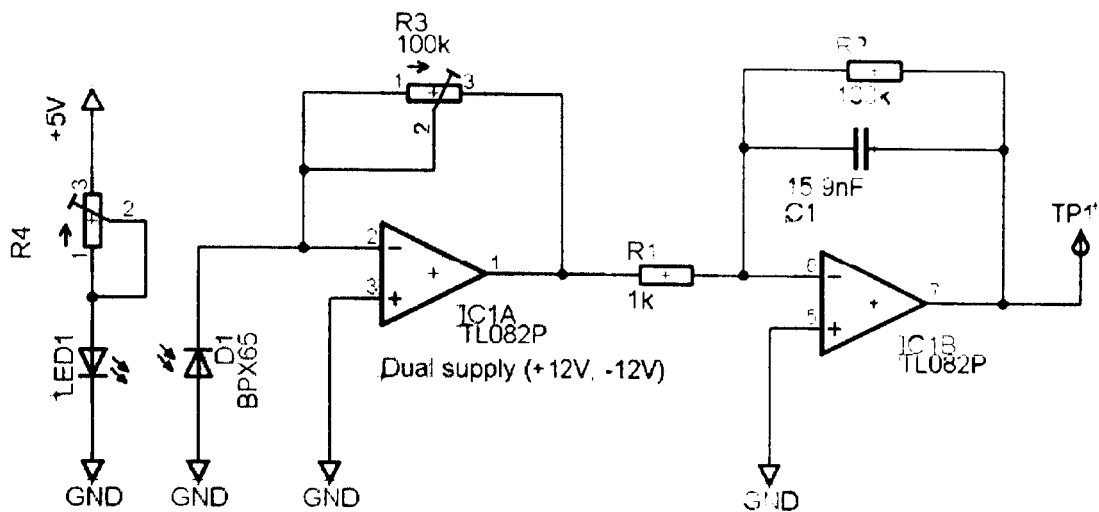 R3
100k
1
3
2
+5V
3
2
1
R4
LED1
GND
D1
BPX65
GND
2
3
1
IC1A
TL082P
Dual supply (+12V, -12V)
GND
R1
1k
R2
100k
15.9nF
C1
6
5
7
IC1B
TL082P
GND
TP1